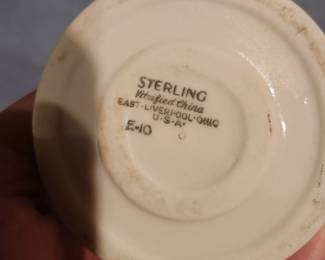 STERLING
Vitrified China
EAST·LIVERPOOL·OHIO
U·S·A·
E-10